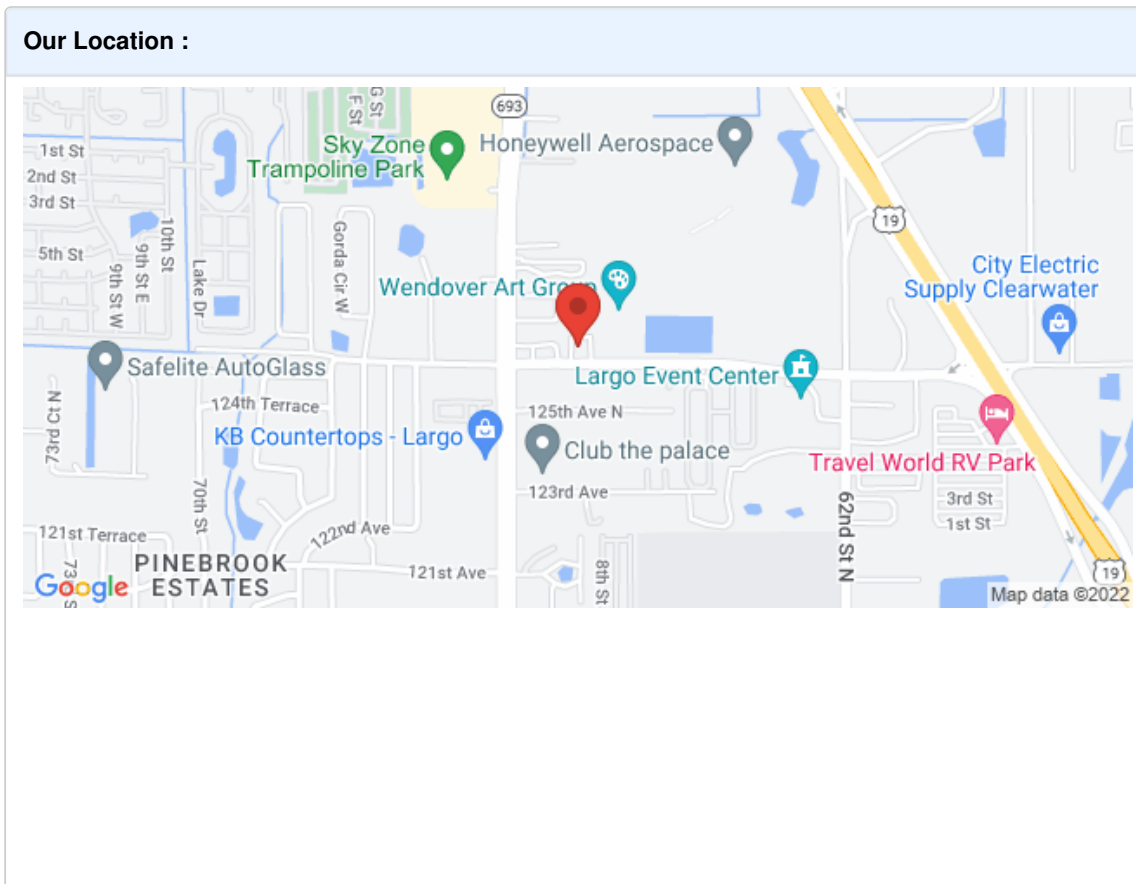 Our Location :
693
G St
F St
Sky Zone
Trampoline Park
Honeywell Aerospace
1st St
2nd St
3rd St
19
10th St
Gorda Cir W
5th St
9th St E
9th St W
Lake Dr
City Electric
Supply Clearwater
Wendover Art Group
Safelite AutoGlass
Largo Event Center
124th Terrace
73rd Ct N
125th Ave N
KB Countertops - Largo
Club the palace
Travel World RV Park
70th St
123rd Ave
62nd St N
3rd St
1st St
122nd Ave
121st Terrace
PINEBROOK
ESTATES
121st Ave
8th St
19
Google
Map data ©2022